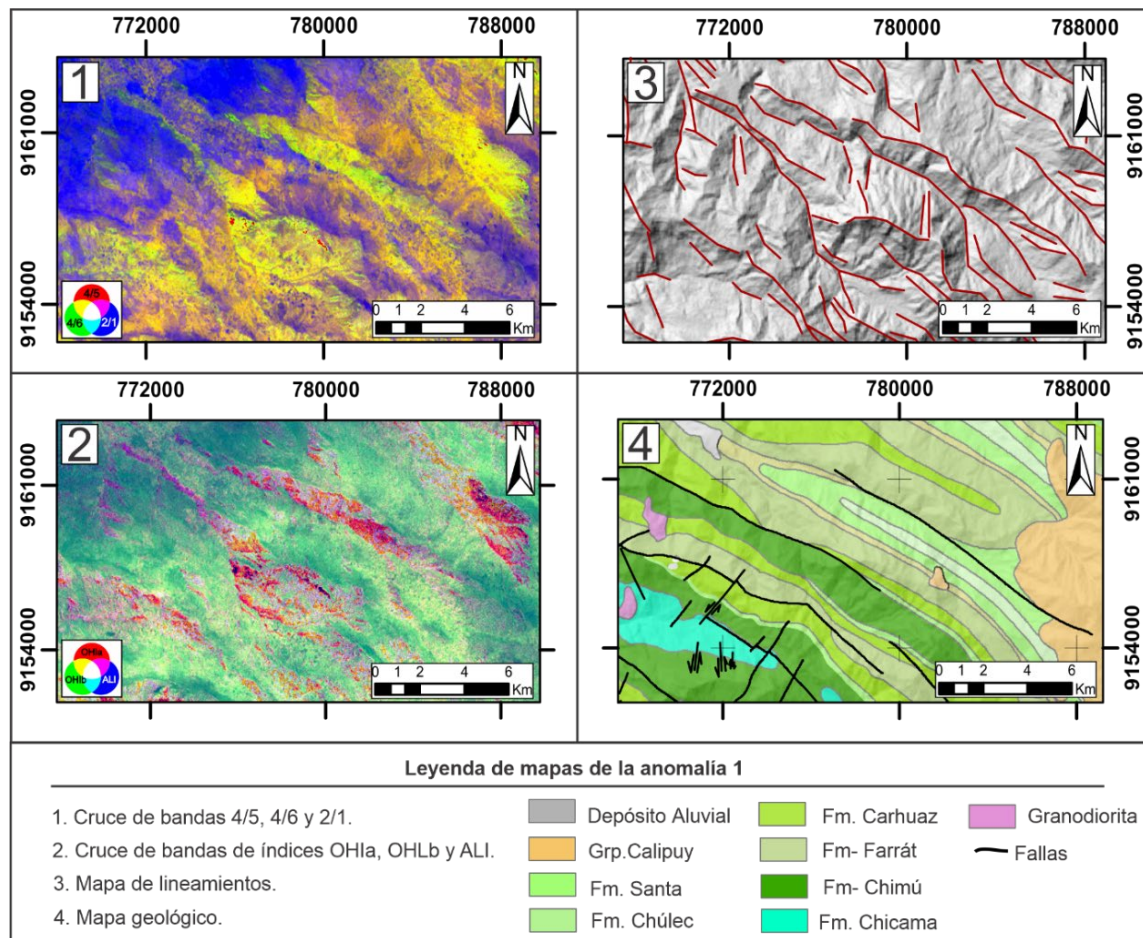 772000 780000 788000
1
N
9161000
9154000
4/5
4/6 2/1
0 1 2 4 6
Km
772000 780000 788000
3
N
9161000
9154000
0 1 2 4 6
Km
772000 780000 788000
2
N
9161000
9154000
OHIa
OHIb ALI
0 1 2 4 6
Km
772000 780000 788000
4
N
9161000
9154000
0 1 2 4 6
Km
Leyenda de mapas de la anomalía 1
1. Cruce de bandas 4/5, 4/6 y 2/1.
2. Cruce de bandas de índices OHIa, OHLb y ALI.
3. Mapa de lineamientos.
4. Mapa geológico.
Depósito Aluvial
Grp.Calipuy
Fm. Santa
Fm. Chúlec
Fm. Carhuaz
Fm- Farrát
Fm- Chimú
Fm. Chicama
Granodiorita
Fallas